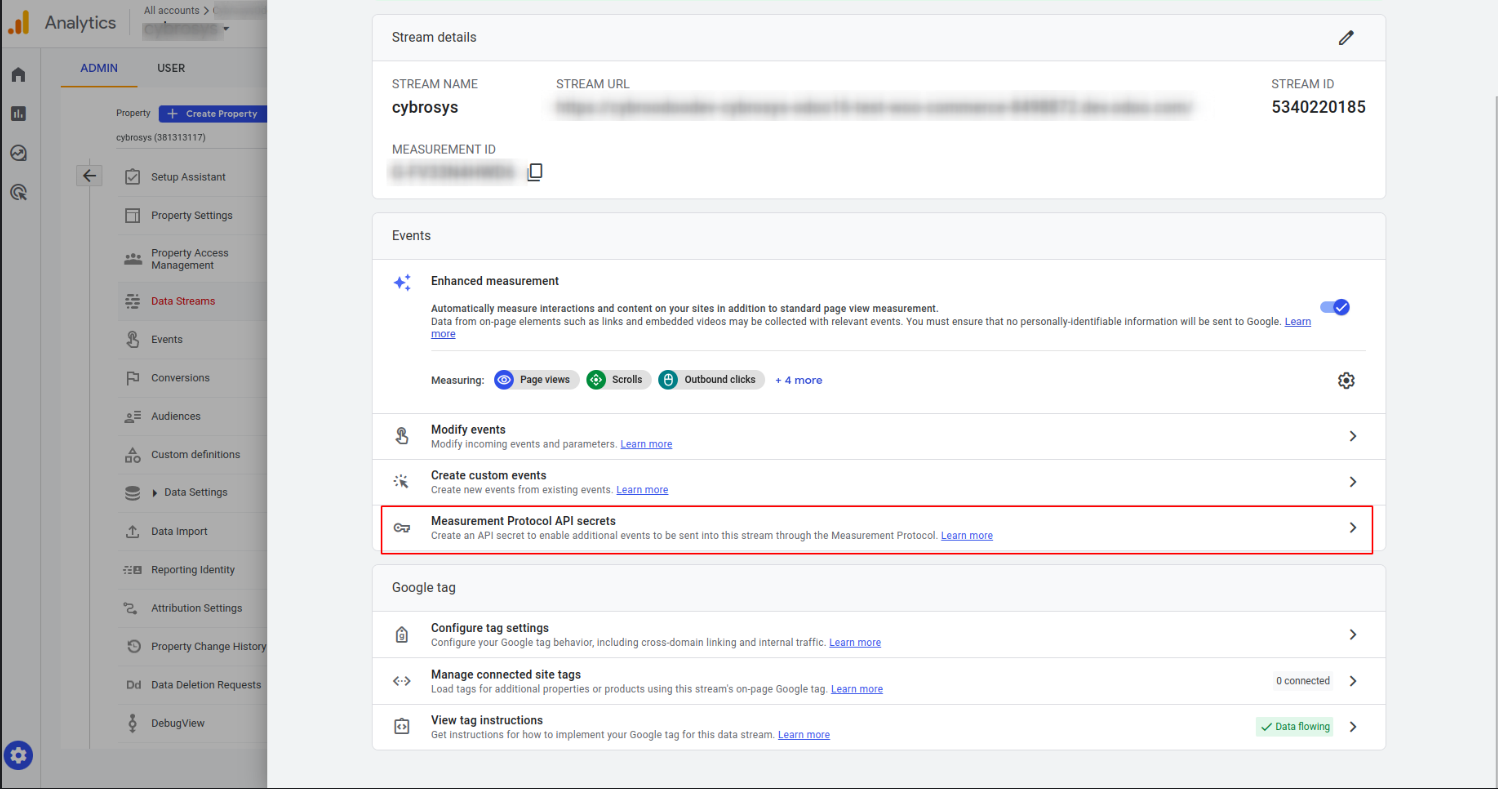 Analytics
All accounts
ADMIN
USER
Property
Create Property
cybrosys (381313117)
Setup Assistant
Property Settings
Property Access
Management
Data Streams
Events
Conversions
Audiences
Custom definitions
Data Settings
Data Import
Reporting Identity
Attribution Settings
Property Change History
Dd Data Deletion Requests
DebugView
Stream details
STREAM NAME STREAM URL STREAM ID
cybrosys 5340220185
MEASUREMENT ID
Events
Enhanced measurement
Automatically measure interactions and content on your sites in addition to standard page view measurement.
Data from on-page elements such as links and embedded videos may be collected with relevant events. You must ensure that no personally-identifiable information will be sent to Google. Learn
more
Measuring: Page views Scrolls Outbound clicks + 4 more
Modify events
Modify incoming events and parameters. Learn more
Create custom events
Create new events from existing events. Learn more
Measurement Protocol API secrets
Create an API secret to enable additional events to be sent into this stream through the Measurement Protocol. Learn more
Google tag
Configure tag settings
Configure your Google tag behavior, including cross-domain linking and internal traffic. Learn more
Manage connected site tags
Load tags for additional properties or products using this stream's on-page Google tag. Learn more
0 connected
View tag instructions
Get instructions for how to implement your Google tag for this data stream. Learn more
Data flowing